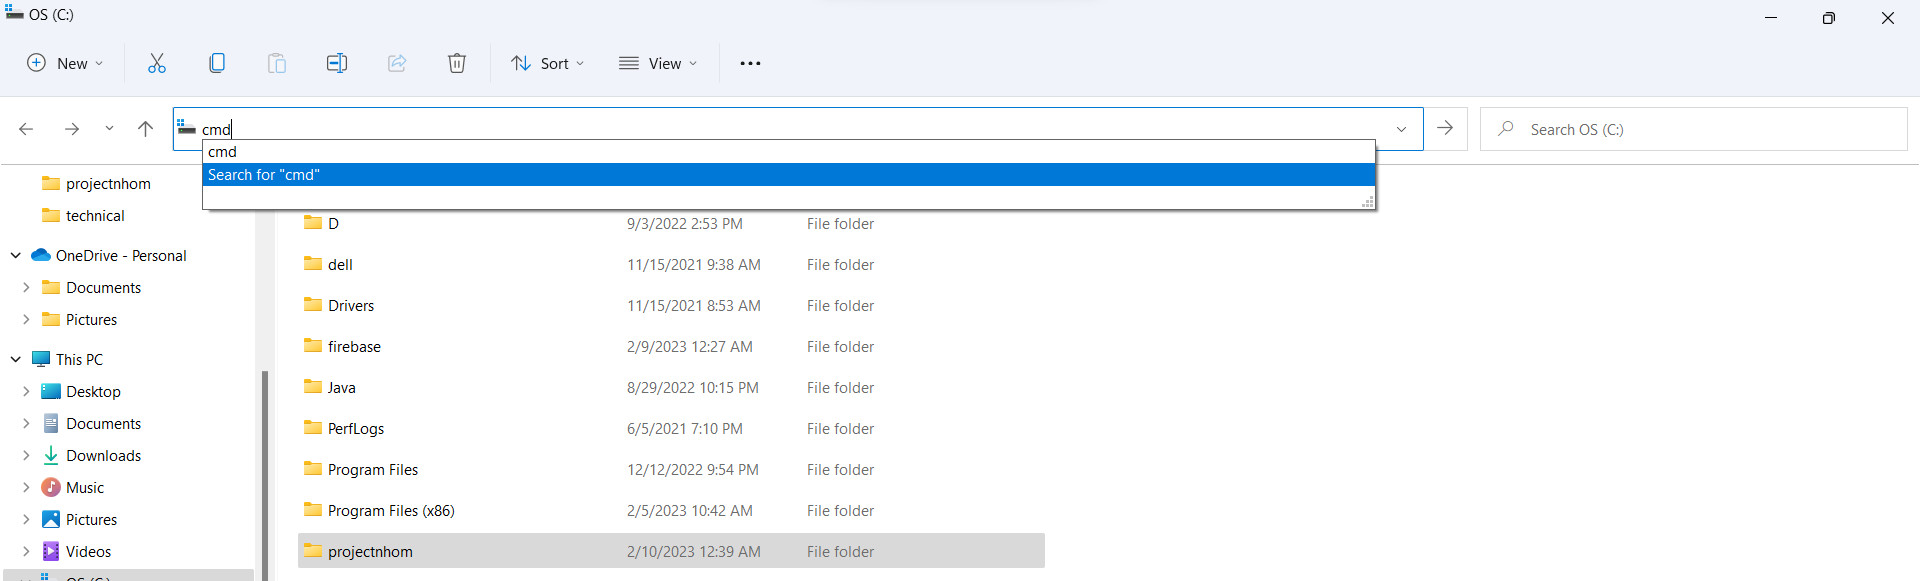 OS (C:)
New
Sort
View
cmd
Search OS (C:)
cmd
Search for "cmd"
projectnhom
technical
OneDrive - Personal
Documents
Pictures
This PC
Desktop
Documents
Downloads
Music
Pictures
Videos
OS (C:)
D 9/3/2022 2:53 PM File folder
dell 11/15/2021 9:38 AM File folder
Drivers 11/15/2021 8:53 AM File folder
firebase 2/9/2023 12:27 AM File folder
Java 8/29/2022 10:15 PM File folder
PerfLogs 6/5/2021 7:10 PM File folder
Program Files 12/12/2022 9:54 PM File folder
Program Files (x86) 2/5/2023 10:42 AM File folder
projectnhom 2/10/2023 12:39 AM File folder